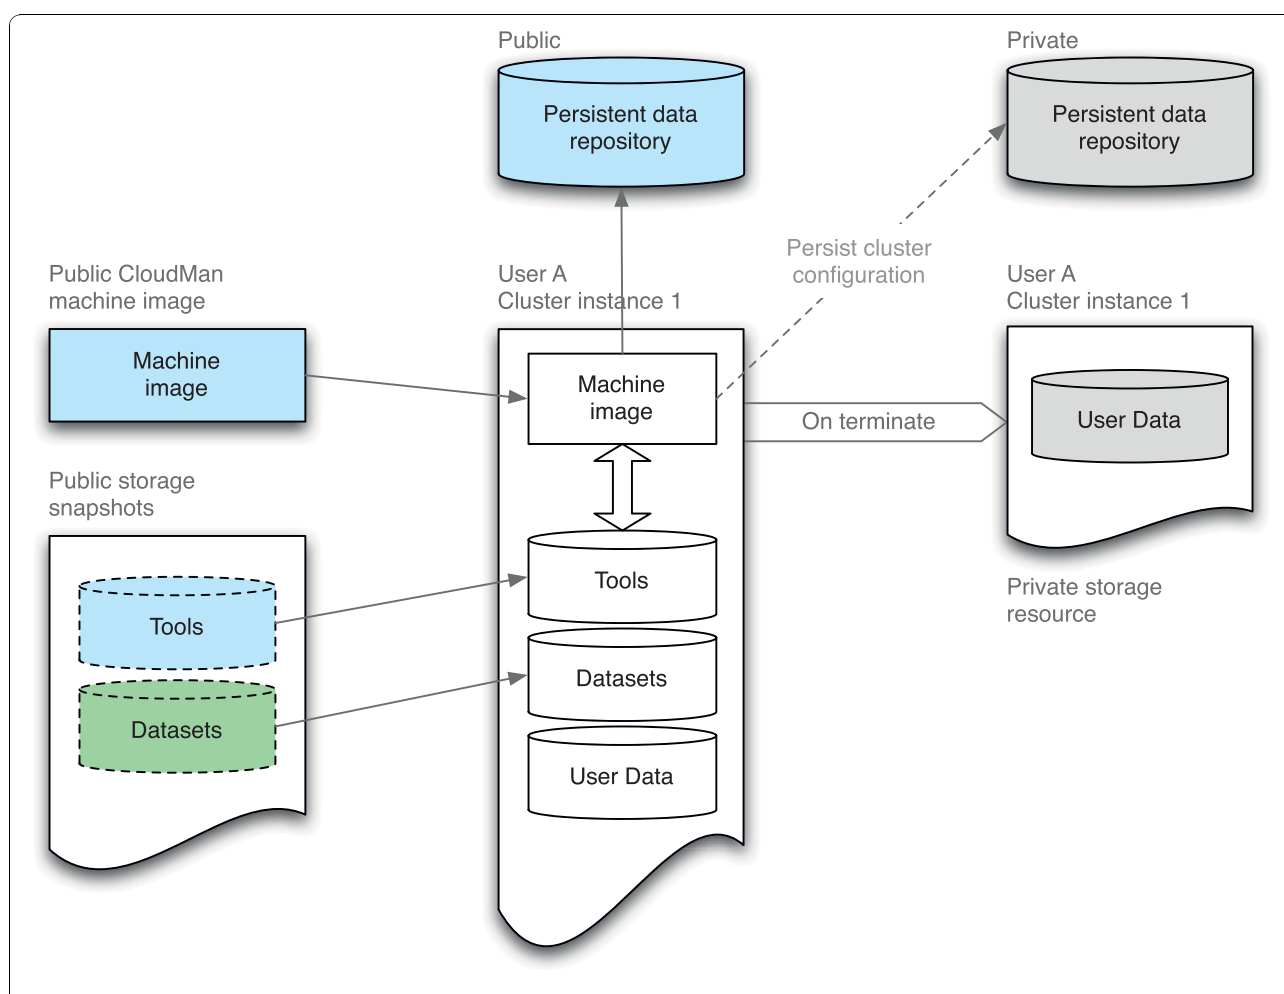 Public
Persistent data
repository
Private
Persistent data
repository
Public CloudMan
machine image
Machine
image
User A
Cluster instance 1
Machine
image
Persist cluster
configuration
On terminate
User A
Cluster instance 1
User Data
Private storage
resource
Public storage
snapshots
Tools
Datasets
Tools
Datasets
User Data